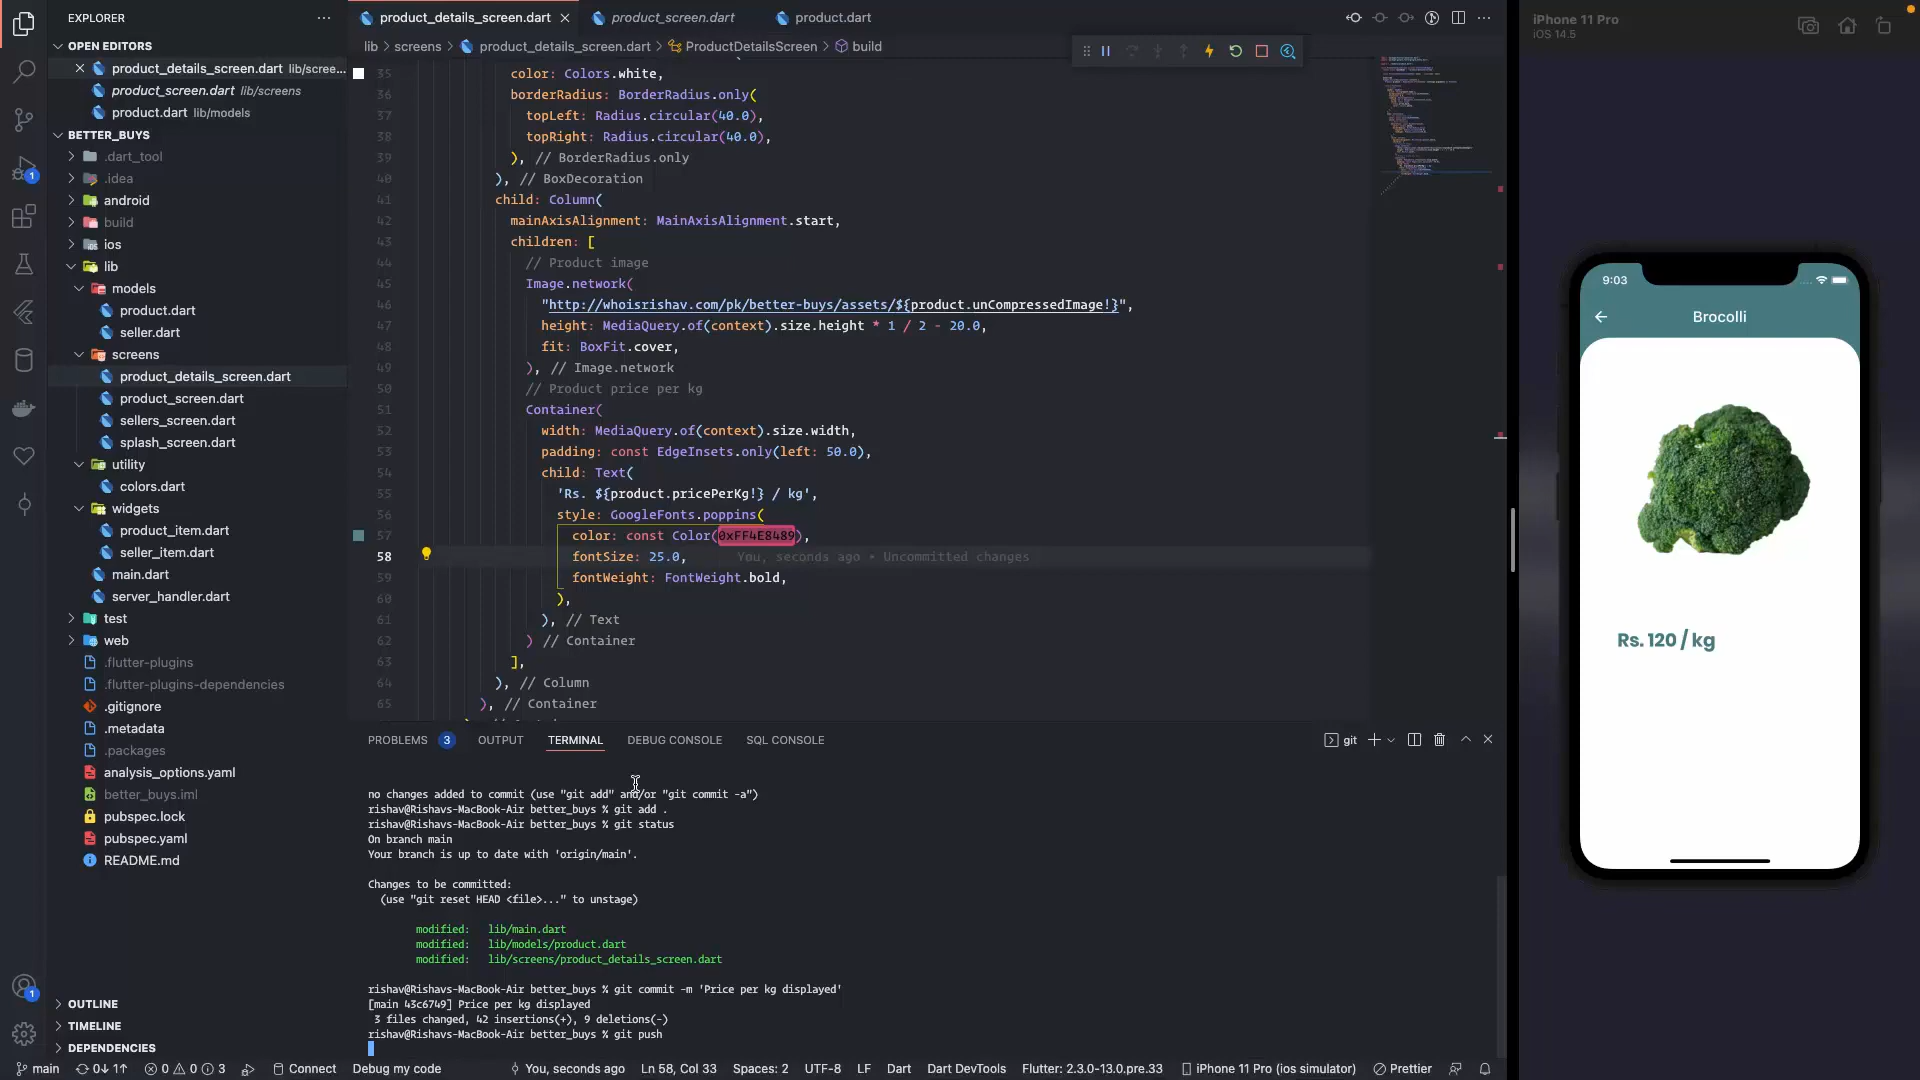 EXPLORER
OPEN EDITORS
product_details_screen.dart lib/scree...
product_screen.dart lib/screens
product.dart lib/models
BETTER_BUYS
.dart_tool
.idea
android
build
ios
lib
models
product.dart
seller.dart
screens
product_details_screen.dart
product_screen.dart
sellers_screen.dart
splash_screen.dart
utility
colors.dart
widgets
product_item.dart
seller_item.dart
main.dart
server_handler.dart
test
web
.flutter-plugins
.flutter-plugins-dependencies
.gitignore
.metadata
.packages
analysis_options.yaml
better_buys.iml
pubspec.lock
pubspec.yaml
README.md
OUTLINE
TIMELINE
DEPENDENCIES
1
1
product_details_screen.dart
product_screen.dart
product.dart
lib > screens > product_details_screen.dart > ProductDetailsScreen > build
35 color: Colors.white,
36 borderRadius: BorderRadius.only(
37 topLeft: Radius.circular(40.0),
38 topRight: Radius.circular(40.0),
39 ), // BorderRadius.only
40 ), // BoxDecoration
41 child: Column(
42 mainAxisAlignment: MainAxisAlignment.start,
43 children: [
44 // Product image
45 Image.network(
46 "http://whoisrishav.com/pk/better-buys/assets/${product.unCompressedImage!}",
47 height: MediaQuery.of(context).size.height * 1 / 2 - 20.0,
48 fit: BoxFit.cover,
49 ), // Image.network
50 // Product price per kg
51 Container(
52 width: MediaQuery.of(context).size.width,
53 padding: const EdgeInsets.only(left: 50.0),
54 child: Text(
55 'Rs. ${product.pricePerKg!} / kg',
56 style: GoogleFonts.poppins(
57 color: const Color(0xFF4E8489),
58 fontSize: 25.0, You, seconds ago • Uncommitted changes
59 fontWeight: FontWeight.bold,
60 ),
61 ), // Text
62 ) // Container
63 ],
64 ), // Column
65 ), // Container
PROBLEMS 3 OUTPUT TERMINAL DEBUG CONSOLE SQL CONSOLE
git
no changes added to commit (use "git add" and/or "git commit -a")
rishav@Rishavs-MacBook-Air better_buys % git add .
rishav@Rishavs-MacBook-Air better_buys % git status
On branch main
Your branch is up to date with 'origin/main'.
Changes to be committed:
(use "git reset HEAD <file>..." to unstage)
modified: lib/main.dart
modified: lib/models/product.dart
modified: lib/screens/product_details_screen.dart
rishav@Rishavs-MacBook-Air better_buys % git commit -m 'Price per kg displayed'
[main 43c6749] Price per kg displayed
3 files changed, 42 insertions(+), 9 deletions(-)
rishav@Rishavs-MacBook-Air better_buys % git push
main 0↓ 1↑ 0 0 3 Connect Debug my code You, seconds ago Ln 58, Col 33 Spaces: 2 UTF-8 LF Dart Dart DevTools Flutter: 2.3.0-13.0.pre.33 iPhone 11 Pro (ios simulator) Prettier
iPhone 11 Pro
iOS 14.5
9:03
Brocolli
Rs. 120 / kg